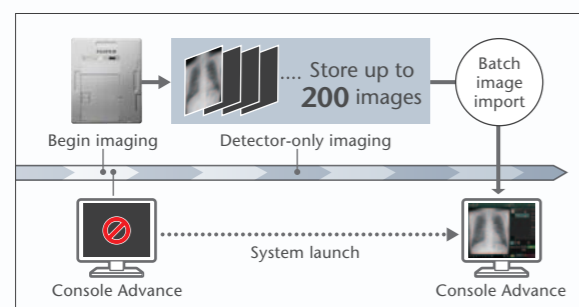 FUJIFILM
.... Store up to
200 images
Batch
image
import
Begin imaging
Detector-only imaging
System launch
Console Advance
Console Advance